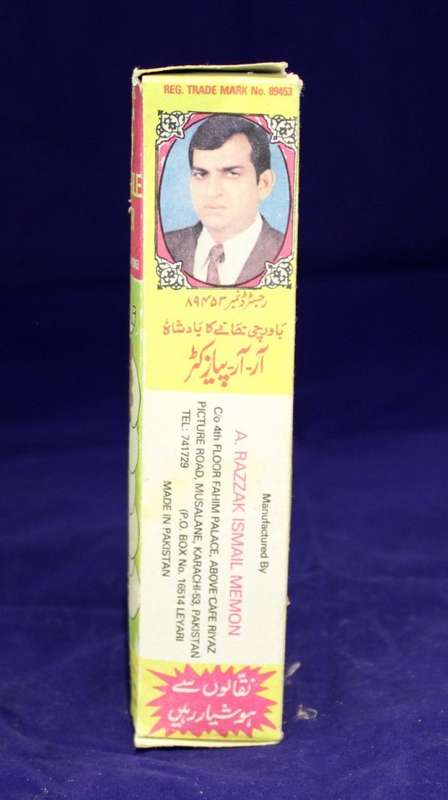 REG. TRADE MARK No. 89453
رجسٹرڈ نمبر ۸۹۴۵۳
باورچی خانے کا بادشاہ
آر-آر-پیاز کٹر
Manufactured By
A. RAZZAK ISMAIL MEMON
C/o 4th FLOOR FAHIM PALACE, ABOVE CAFE RIYAZ
PICTURE ROAD, MUSALANE, KARACHI-53, PAKISTAN
TEL: 741729 (P.O. BOX No. 16514 LEYARI
MADE IN PAKISTAN
نقالوں سے
ہوشیار رہیں